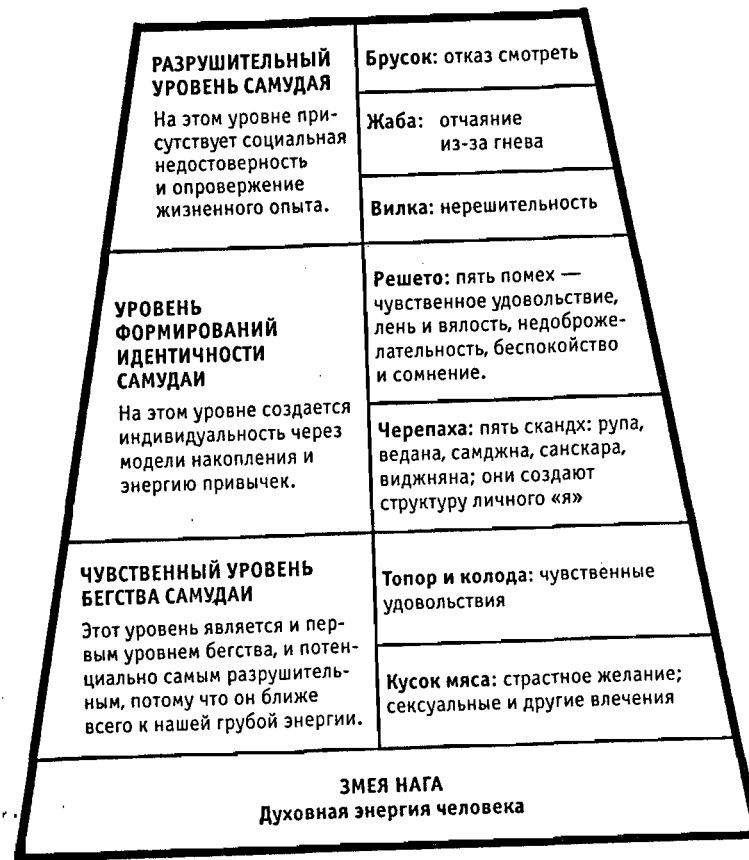 РАЗРУШИТЕЛЬНЫЙ
УРОВЕНЬ САМУДАЯ
На этом уровне при-
сутствует социальная
недостоверность
и опровержение
жизненного опыта.
Брусок: отказ смотреть
Жаба: отчаяние
из-за гнева
Вилка: нерешительность
УРОВЕНЬ
ФОРМИРОВАНИЙ
ИДЕНТИЧНОСТИ
САМУДАИ
На этом уровне создается
индивидуальность через
модели накопления и
энергию привычек.
Решето: пять помех —
чувственное удовольствие,
лень и вялость, недоброже-
лательность, беспокойство
и сомнение.
Черепаха: пять скандх: рупа,
ведана, самджна, санскара,
виджняна; они создают
структуру личного «я»
ЧУВСТВЕННЫЙ УРОВЕНЬ
БЕГСТВА САМУДАИ
Этот уровень является и пер-
вым уровнем бегства, и потен-
циально самым разрушитель-
ным, потому что он ближе
всего к нашей грубой энергии.
Топор и колода: чувственные
удовольствия
Кусок мяса: страстное желание;
сексуальные и другие влечения
ЗМЕЯ НАГА
Духовная энергия человека